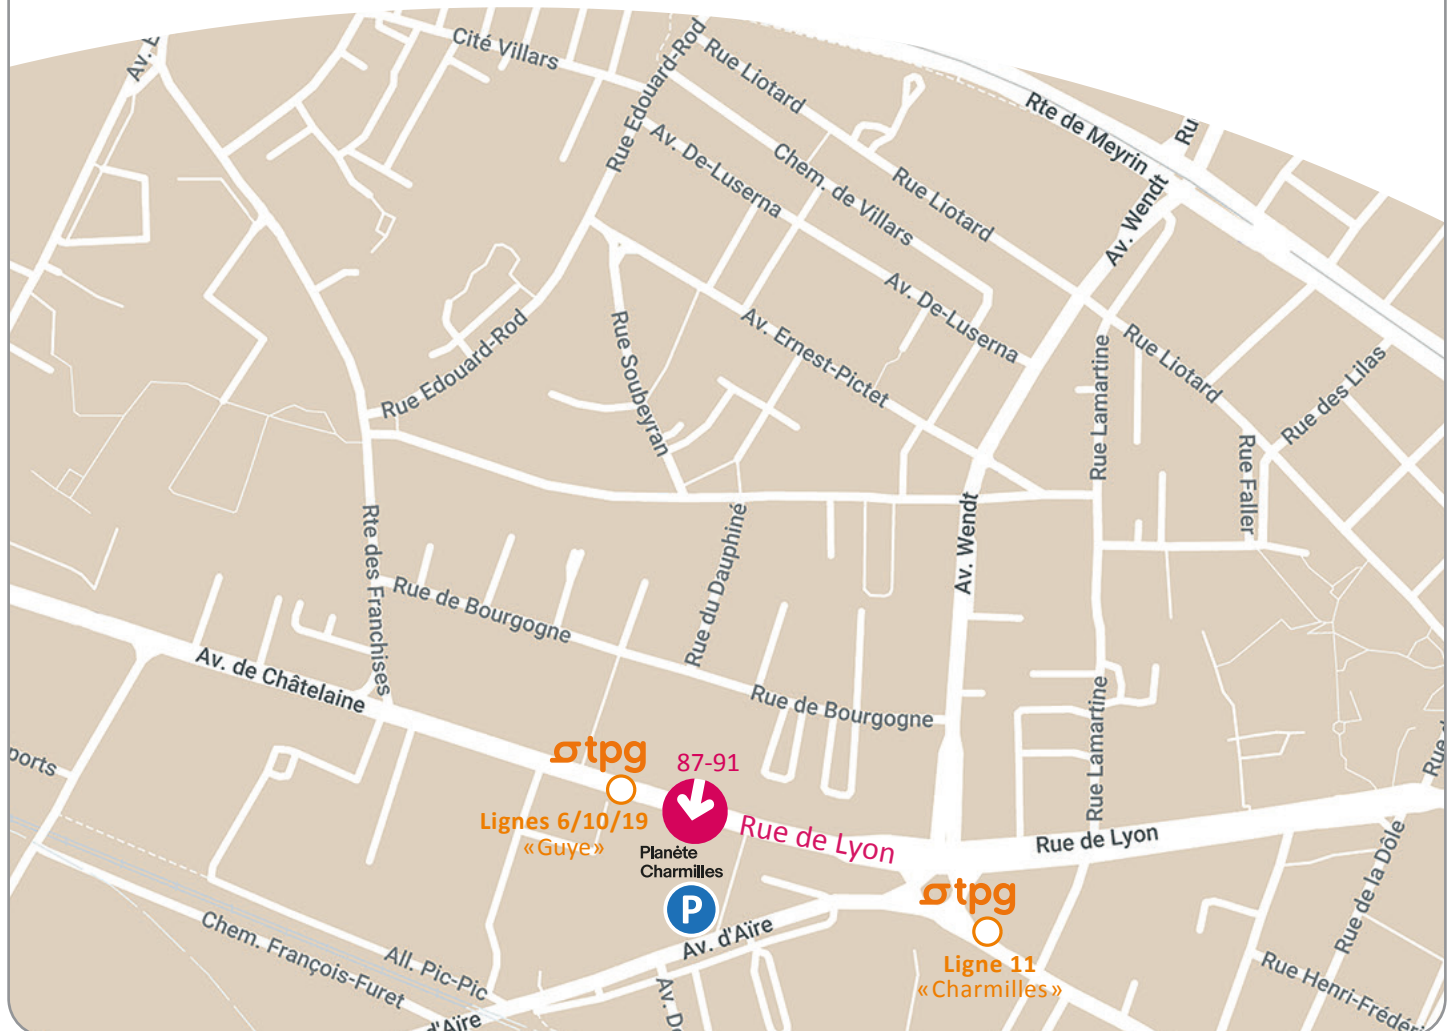 Cité Villars
Rue Edouard-Rod
Rue Liotard
Rte de Meyrin
Av. De-Luserna
Chem. de Villars
Rue Liotard
Av. Wendt
Av. De-Luserna
Av. Ernest-Pictet
Rue Soubeyran
Rue Edouard-Rod
Rue Lamartine
Rue Liotard
Rue des Lilas
Rue Faller
Rte des Franchises
Rue du Dauphiné
Av. Wendt
Rue de Bourgogne
Av. de Châtelaine
Rue de Bourgogne
Rue Lamartine
tpg
87-91
Lignes 6/10/19
«Guye»
Planète
Charmilles
P
Rue de Lyon
Rue de Lyon
tpg
Ligne 11
«Charmilles»
Av. d'Aïre
Rue de la Dôle
Chem. François-Furet
All. Pic-Pic
d'Aïre